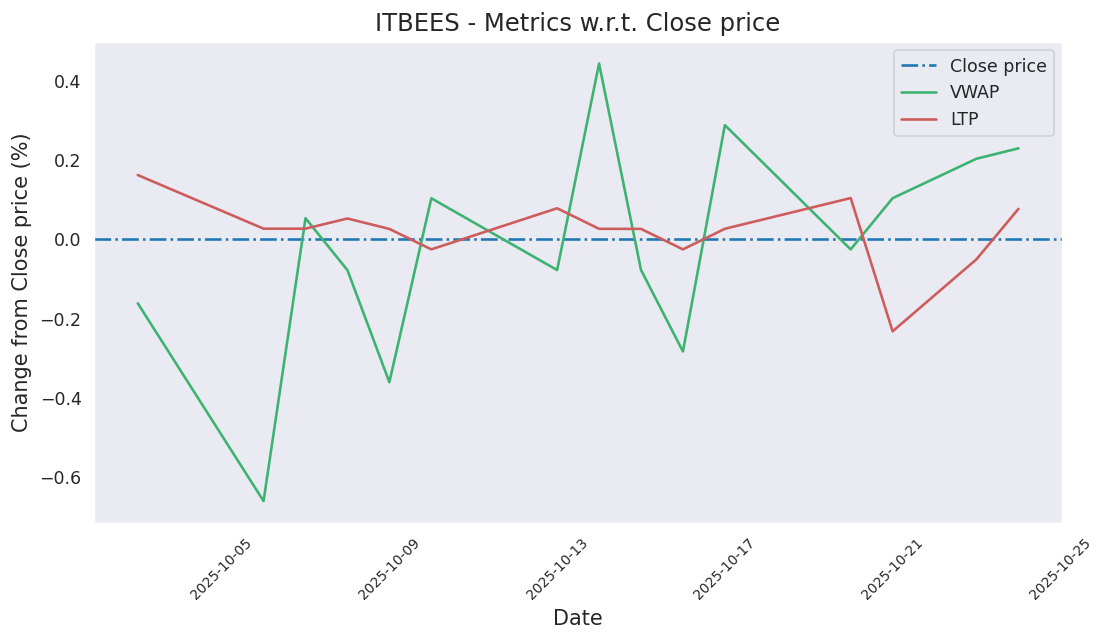 ITBEES - Metrics w.r.t. Close price
Change from Close price (%)
0.4
0.2
0.0
−0.2
−0.4
−0.6
Close price
VWAP
LTP
2025-10-05
2025-10-09
2025-10-13
2025-10-17
2025-10-21
2025-10-25
Date